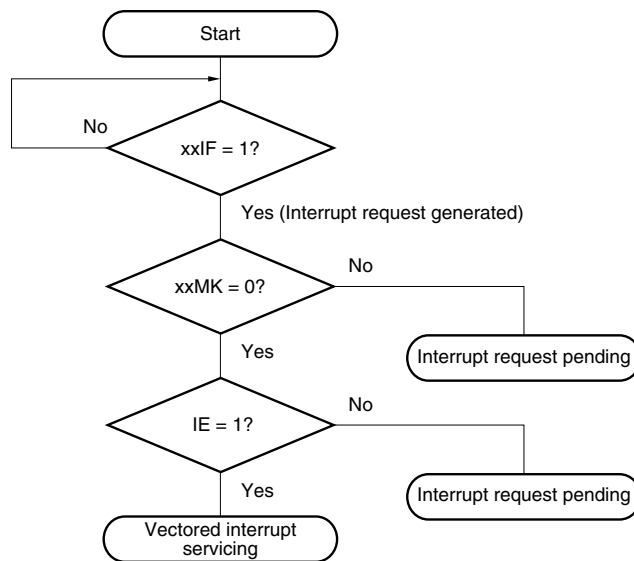 Start
No
xxIF = 1?
Yes (Interrupt request generated)
No
xxMK = 0?
Interrupt request pending
Yes
No
IE = 1?
Interrupt request pending
Yes
Vectored interrupt
servicing